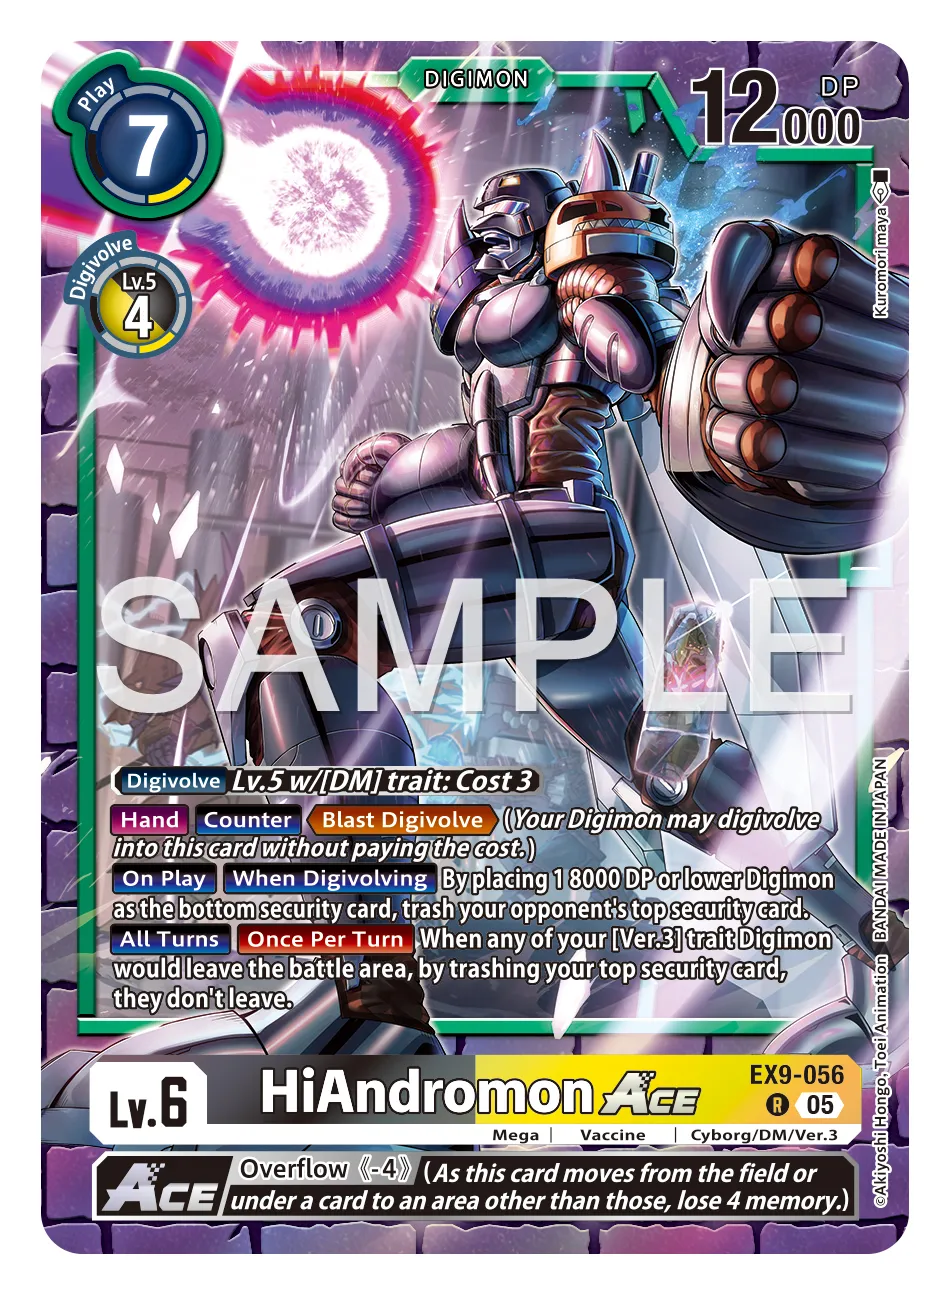 Play
7
DIGIMON
DP
12000
Digivolve
Lv.5
4
Kuromori maya
SAMPLE
Digivolve Lv.5 w/[DM] trait: Cost 3
Hand Counter Blast Digivolve (Your Digimon may digivolve
into this card without paying the cost.)
On Play When Digivolving By placing 1 8000 DP or lower Digimon
as the bottom security card, trash your opponent's top security card.
All Turns Once Per Turn When any of your [Ver.3] trait Digimon
would leave the battle area, by trashing your top security card,
they don't leave.
©Akiyoshi Hongo, Toei Animation BANDAI MADE IN JAPAN
Lv.6
HiAndromon ACE
EX9-056
R 05
Mega | Vaccine | Cyborg/DM/Ver.3
ACE
Overflow 《-4》 (As this card moves from the field or
under a card to an area other than those, lose 4 memory.)